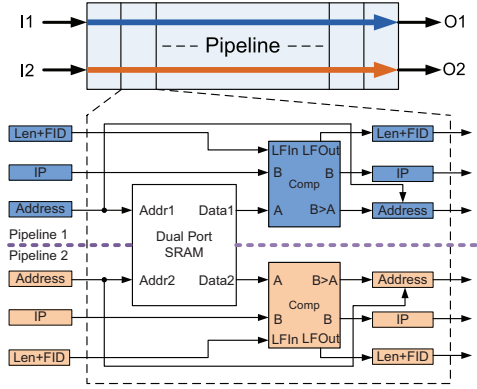 I1 O1
Pipeline
I2 O2
Len+FID LFIn LFOut Len+FID
IP B B IP
Comp
Address Addr1 Data1 A B>A Address
Pipeline 1
Dual Port
SRAM
Pipeline 2
Address Addr2 Data2 A B>A Address
Comp
IP B B IP
LFIn LFOut
Len+FID Len+FID